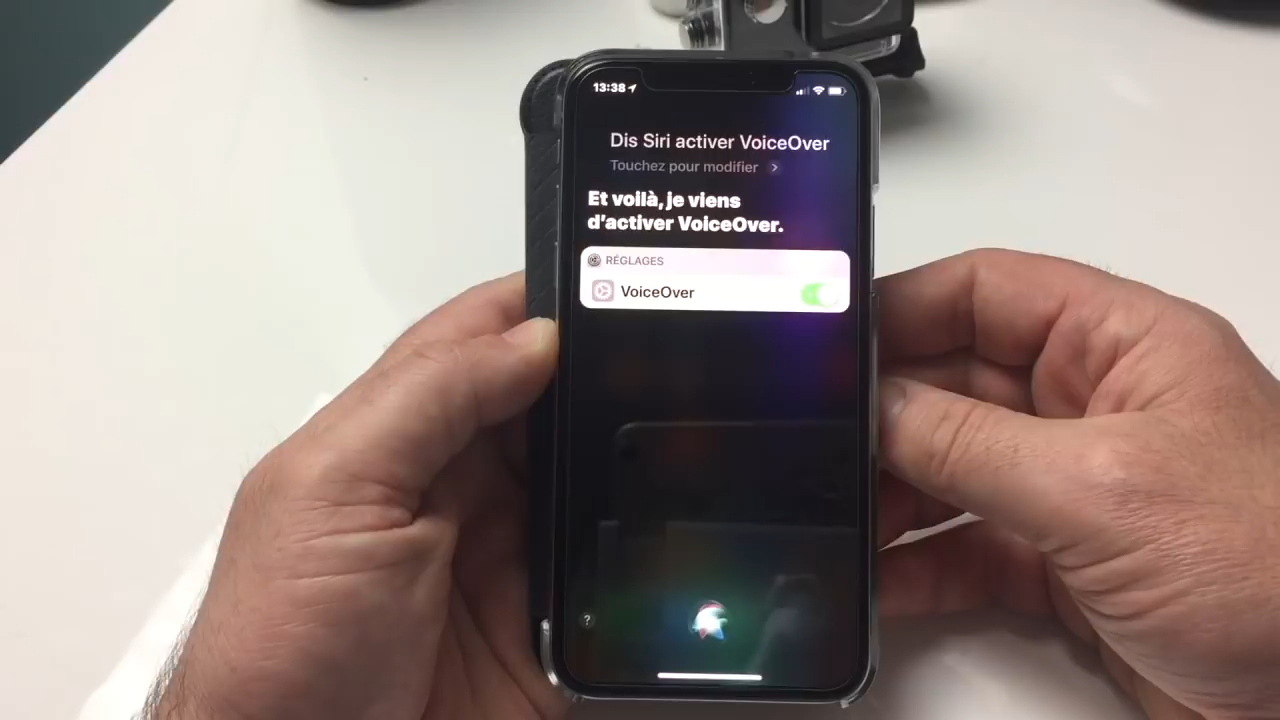 13:38
Dis Siri activer VoiceOver
Touchez pour modifier >
Et voilà, je viens
d'activer VoiceOver.
RÉGLAGES
VoiceOver
?